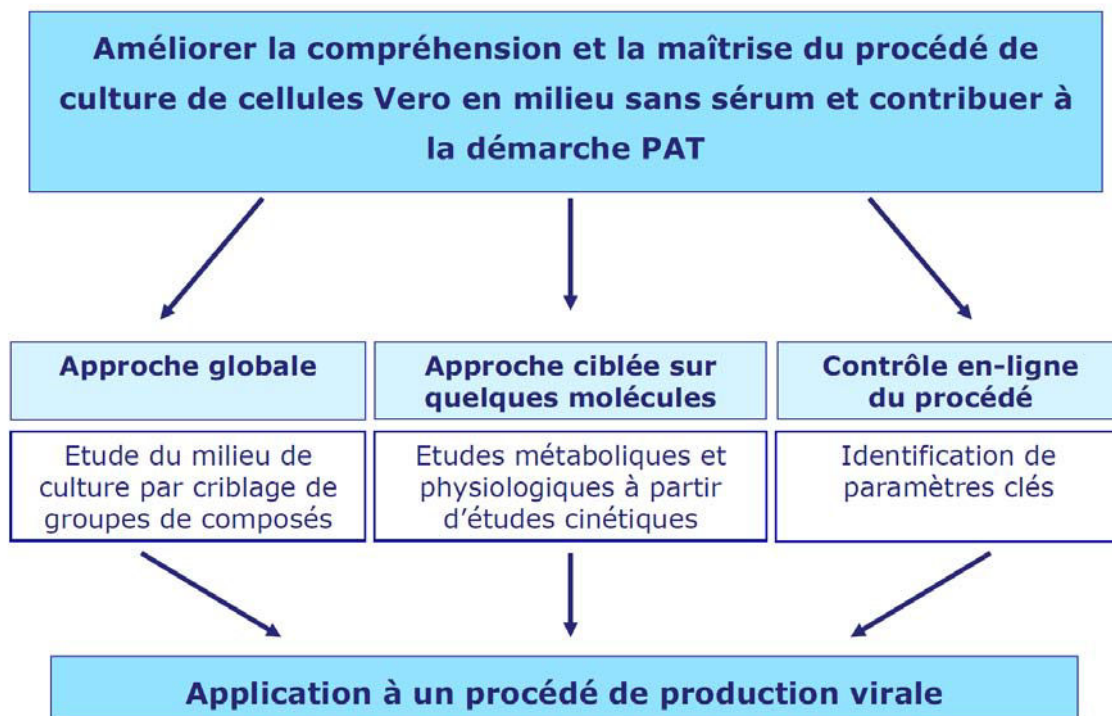 Améliorer la compréhension et la maîtrise du procédé de
culture de cellules Vero en milieu sans sérum et contribuer à
la démarche PAT
Approche globale
Etude du milieu de
culture par criblage de
groupes de composés
Approche ciblée sur
quelques molécules
Etudes métaboliques et
physiologiques à partir
d'études cinétiques
Contrôle en-ligne
du procédé
Identification de
paramètres clés
Application à un procédé de production virale